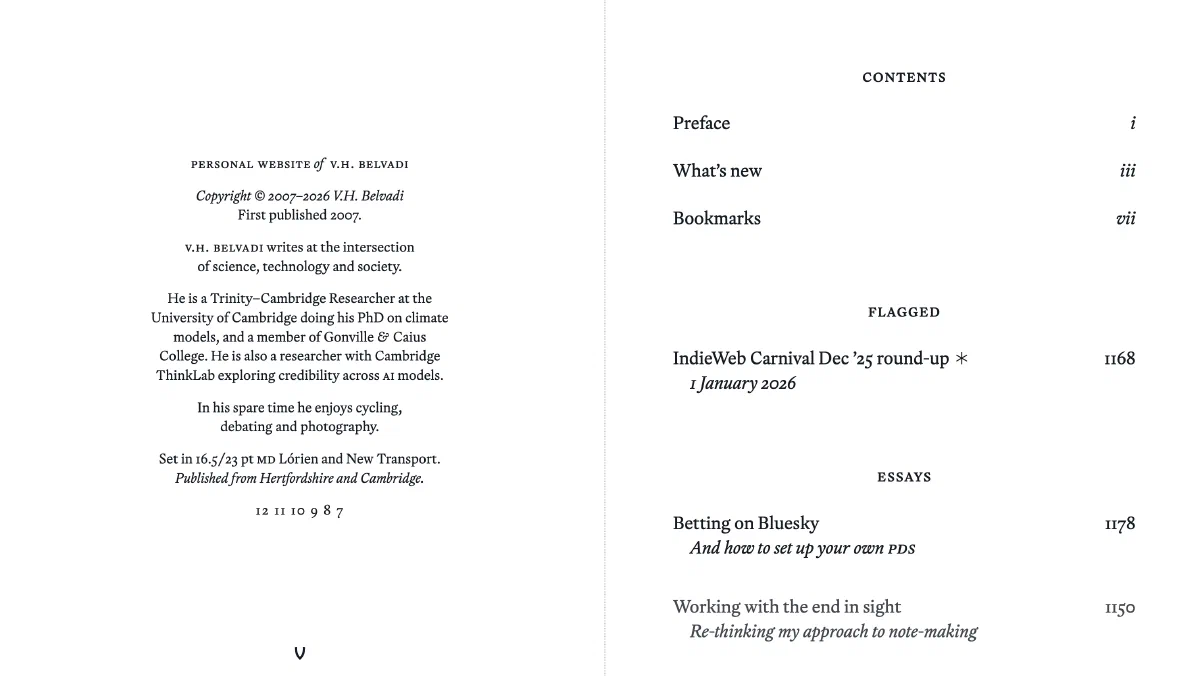 PERSONAL WEBSITE of V.H. BELVADI
Copyright © 2007–2026 V.H. Belvadi
First published 2007.
V.H. BELVADI writes at the intersection
of science, technology and society.
He is a Trinity–Cambridge Researcher at the
University of Cambridge doing his PhD on climate
models, and a member of Gonville & Caius
College. He is also a researcher with Cambridge
ThinkLab exploring credibility across AI models.
In his spare time he enjoys cycling,
debating and photography.
Set in 16.5/23 pt MD Lórien and New Transport.
Published from Hertfordshire and Cambridge.
12 11 10 9 8 7
V
CONTENTS
Preface i
What’s new iii
Bookmarks vii
FLAGGED
IndieWeb Carnival Dec ’25 round-up * 1168
1 January 2026
ESSAYS
Betting on Bluesky 1178
And how to set up your own PDS
Working with the end in sight 1150
Re-thinking my approach to note-making